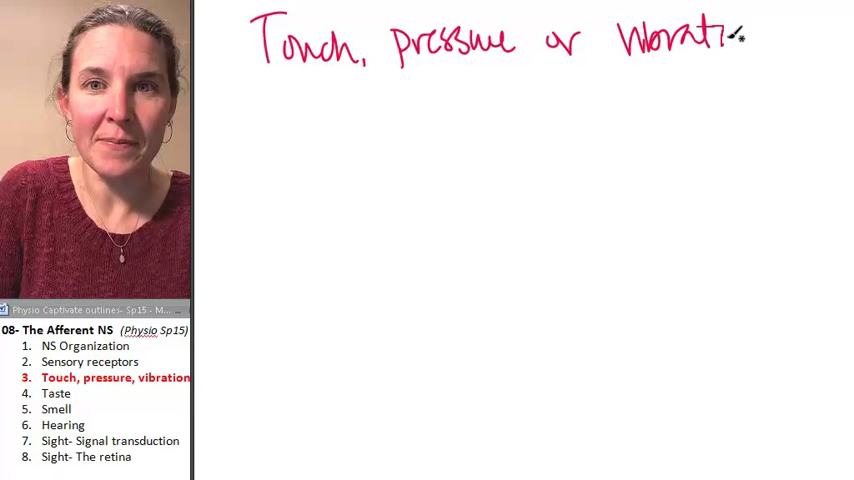 Touch, pressure or vibrati
Physio Captivate outlines- Sp15 - M... 
08- The Afferent NS (Physio Sp15)
1. NS Organization
2. Sensory receptors
3. Touch, pressure, vibration
4. Taste
5. Smell
6. Hearing
7. Sight- Signal transduction
8. Sight- The retina